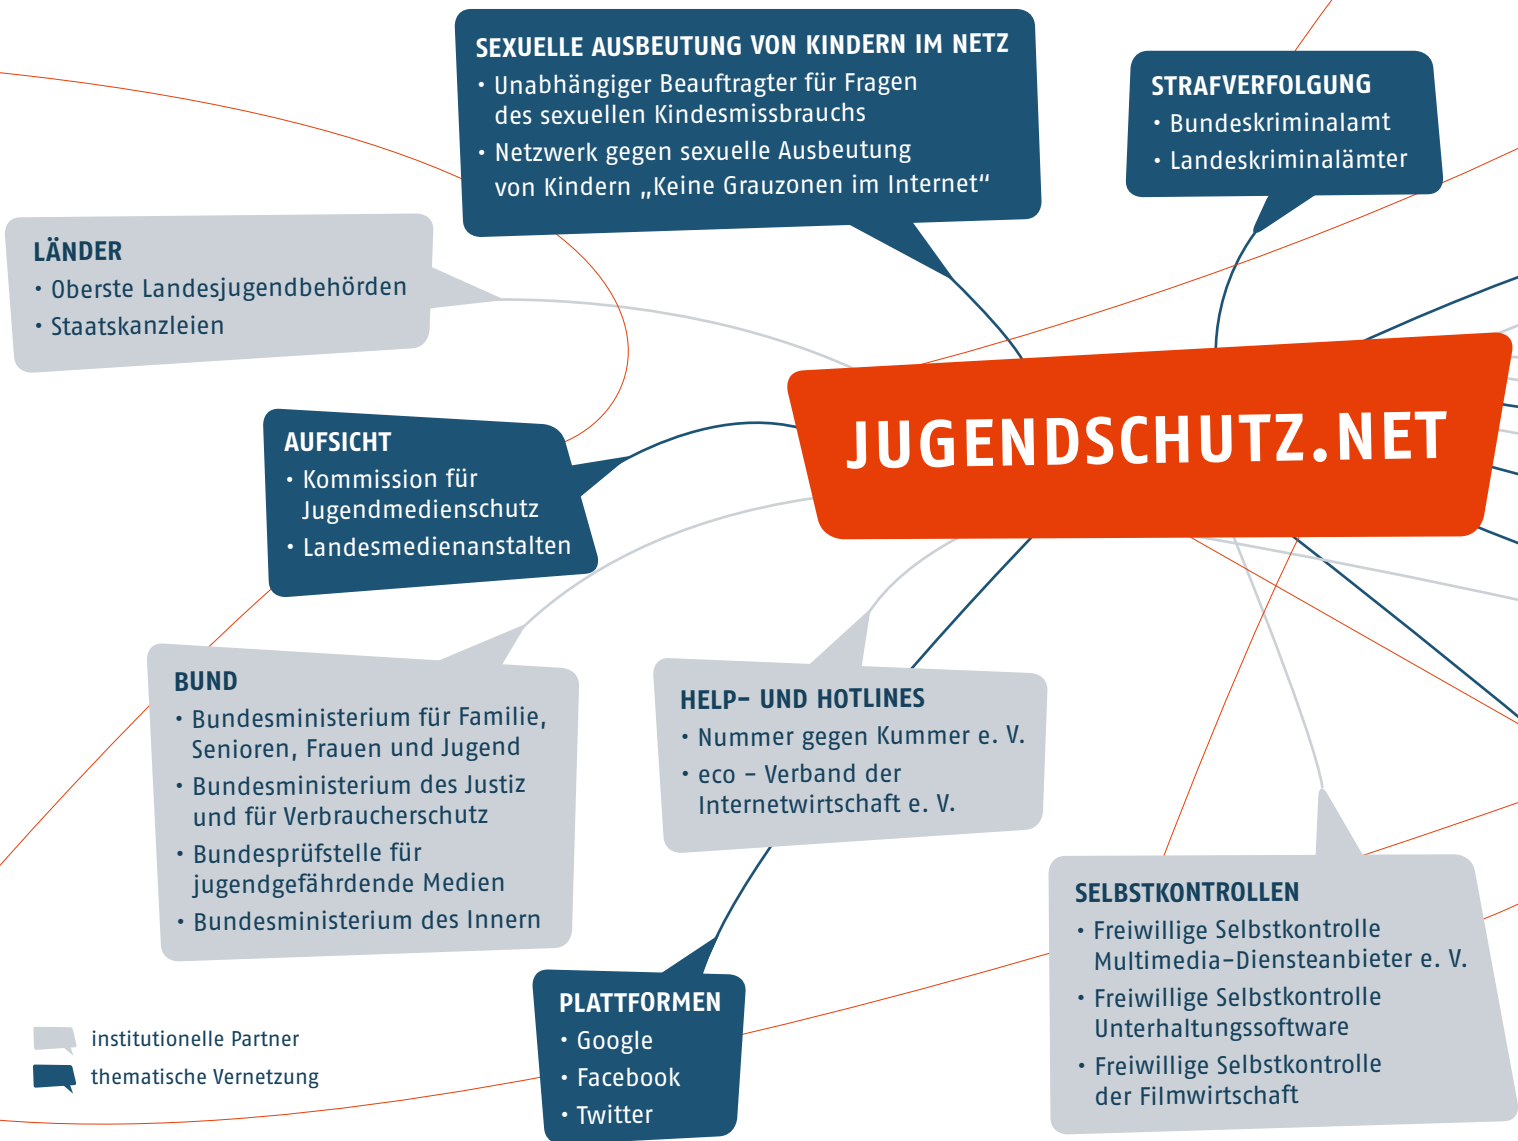 SEXUELLE AUSBEUTUNG VON KINDERN IM NETZ
· Unabhängiger Beauftragter für Fragen
des sexuellen Kindesmissbrauchs
· Netzwerk gegen sexuelle Ausbeutung
von Kindern „Keine Grauzonen im Internet“
STRAFVERFOLGUNG
· Bundeskriminalamt
· Landeskriminalämter
LÄNDER
· Oberste Landesjugendbehörden
· Staatskanzleien
JUGENDSCHUTZ.NET
AUFSICHT
· Kommission für
Jugendmedienschutz
· Landesmedienanstalten
BUND
· Bundesministerium für Familie,
Senioren, Frauen und Jugend
· Bundesministerium des Justiz
und für Verbraucherschutz
· Bundesprüfstelle für
jugendgefährdende Medien
· Bundesministerium des Innern
HELP- UND HOTLINES
· Nummer gegen Kummer e. V.
· eco – Verband der
Internetwirtschaft e. V.
SELBSTKONTROLLEN
· Freiwillige Selbstkontrolle
Multimedia-Diensteanbieter e. V.
· Freiwillige Selbstkontrolle
Unterhaltungssoftware
· Freiwillige Selbstkontrolle
der Filmwirtschaft
PLATTFORMEN
· Google
· Facebook
· Twitter
institutionelle Partner
thematische Vernetzung